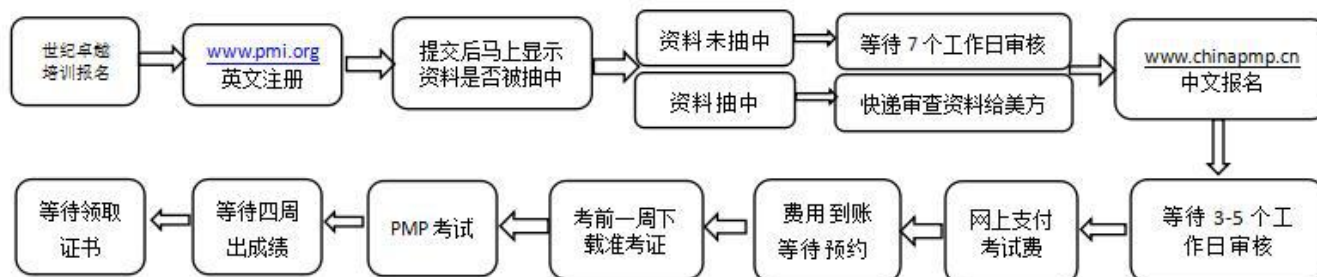 世纪卓越
培训报名
www.pmi.org
英文注册
提交后马上显示
资料是否被抽中
资料未抽中
等待 7 个工作日审核
资料抽中
快递审查资料给美方
www.chinapmp.cn
中文报名
等待 3-5 个工
作日审核
网上支付
考试费
费用到账
等待预约
考前一周下
载准考证
PMP 考试
等待四周
出成绩
等待领取
证书